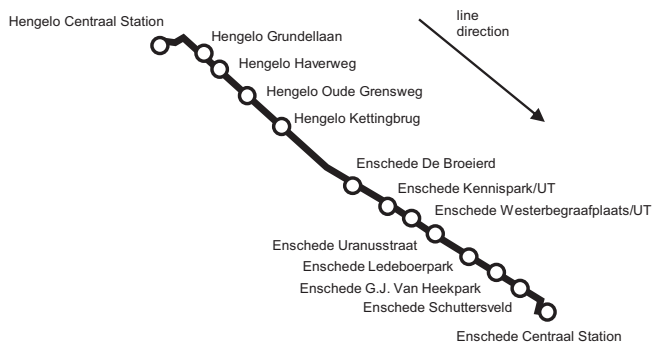 line
direction
Hengelo Centraal Station
Hengelo Grundellaan
Hengelo Haverweg
Hengelo Oude Grensweg
Hengelo Kettingbrug
Enschede De Broeierd
Enschede Kennispark/UT
Enschede Westerbegraafplaats/UT
Enschede Uranusstraat
Enschede Ledeboerpark
Enschede G.J. Van Heekpark
Enschede Schuttersveld
Enschede Centraal Station